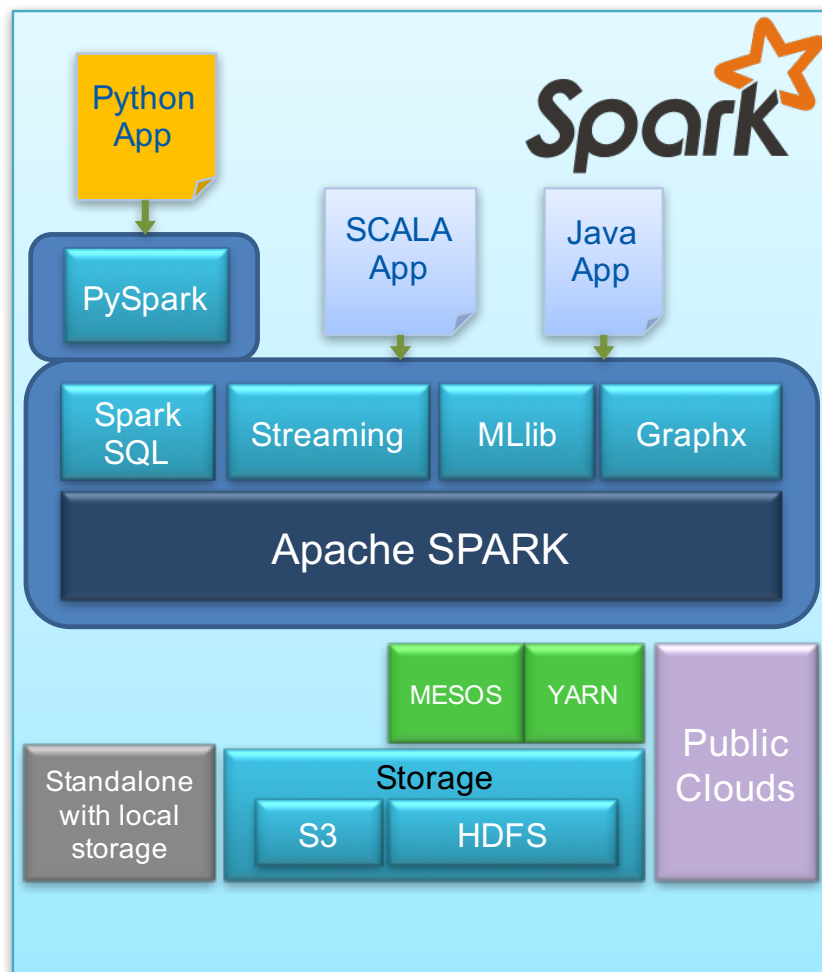 Spark
Python
App
SCALA
App
Java
App
PySpark
Spark
SQL
Streaming
MLlib
Graphx
Apache SPARK
MESOS
YARN
Public
Clouds
Standalone
with local
storage
Storage
S3
HDFS